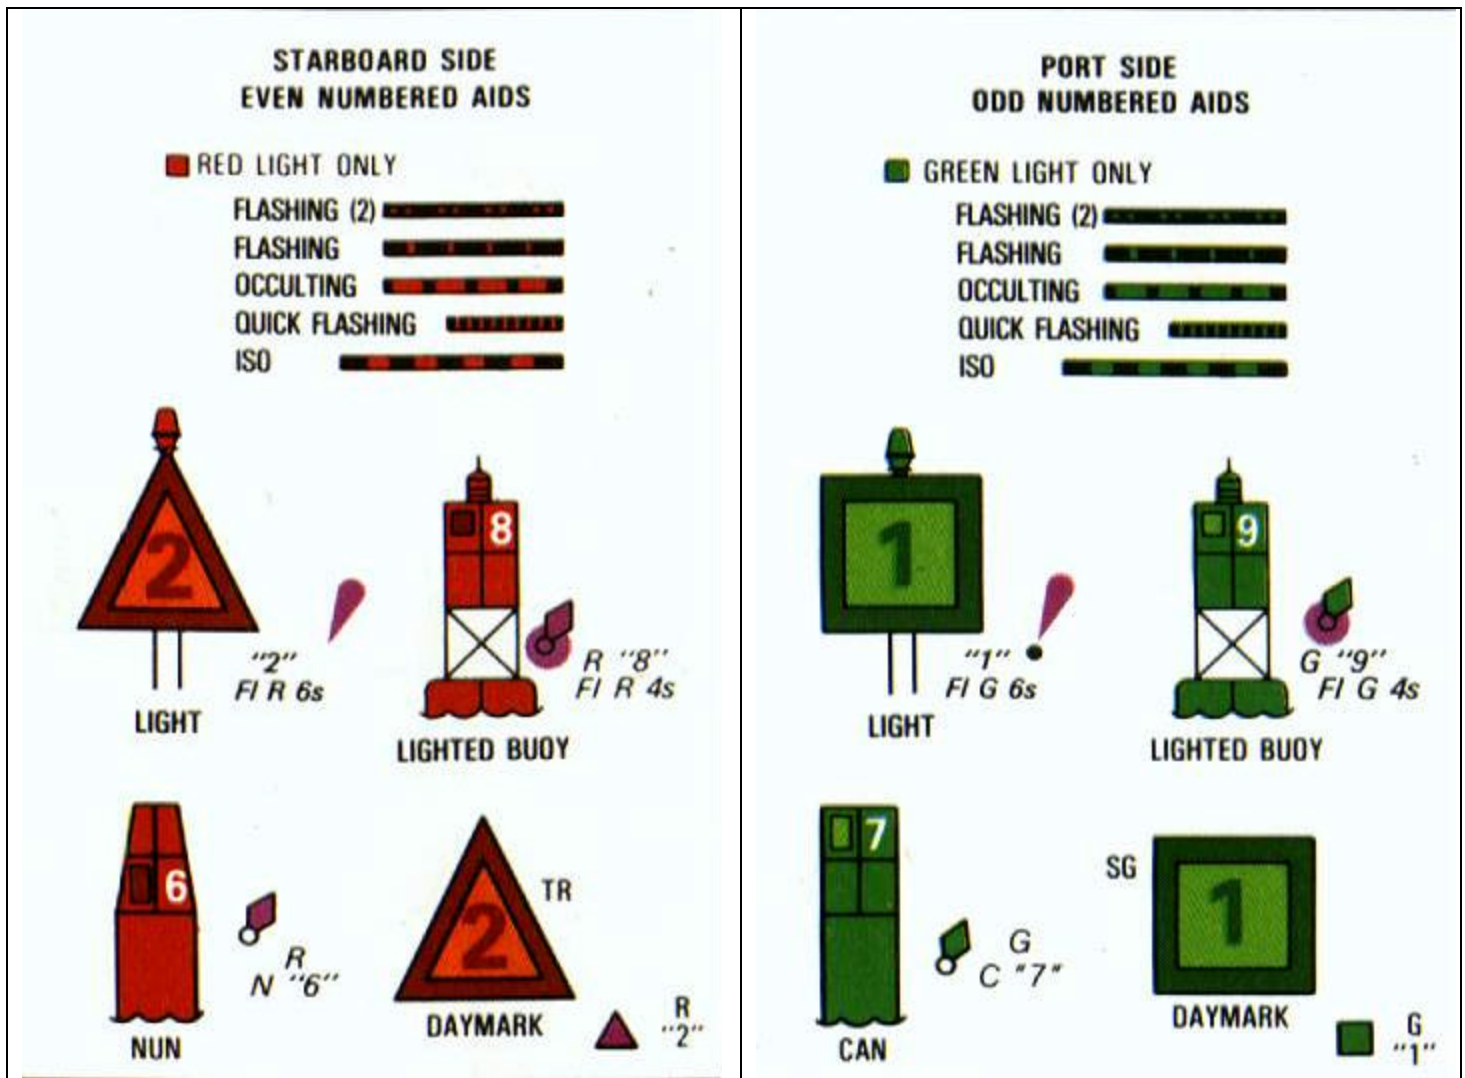 STARBOARD SIDE
EVEN NUMBERED AIDS
RED LIGHT ONLY
FLASHING (2)
FLASHING
OCCULTING
QUICK FLASHING
ISO
2
"2"
Fl R 6s
LIGHT
8
R "8"
Fl R 4s
LIGHTED BUOY
6
R
N "6"
NUN
2
TR
DAYMARK
R
"2"
PORT SIDE
ODD NUMBERED AIDS
GREEN LIGHT ONLY
FLASHING (2)
FLASHING
OCCULTING
QUICK FLASHING
ISO
1
"1"
Fl G 6s
LIGHT
9
G "9"
Fl G 4s
LIGHTED BUOY
7
G
C "7"
CAN
SG
1
DAYMARK
G
"1"